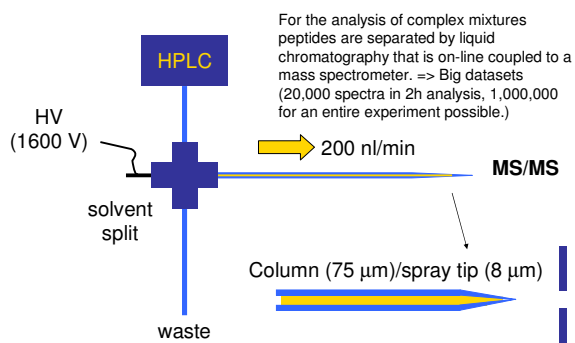 For the analysis of complex mixtures
peptides are separated by liquid
chromatography that is on-line coupled to a
mass spectrometer. => Big datasets
(20,000 spectra in 2h analysis, 1,000,000
for an entire experiment possible.)
HPLC
HV
(1600 V)
200 nl/min
MS/MS
solvent
split
Column (75 μm)/spray tip (8 μm)
waste